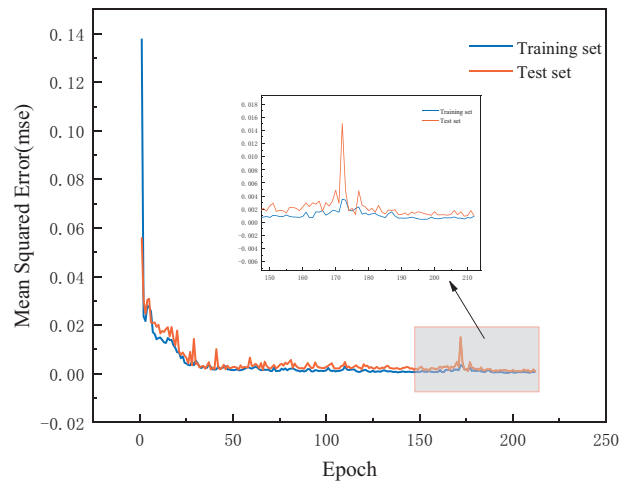 0.14
0.12
0.10
0.08
0.06
0.04
0.02
0.00
-0.02
Mean Squared Error(mse)
Training set
Test set
0.018
0.016
0.014
0.012
0.010
0.008
0.006
0.004
0.002
0.000
-0.002
-0.004
-0.006
Training set
Test set
150 160 170 180 190 200 210
0 50 100 150 200 250
Epoch